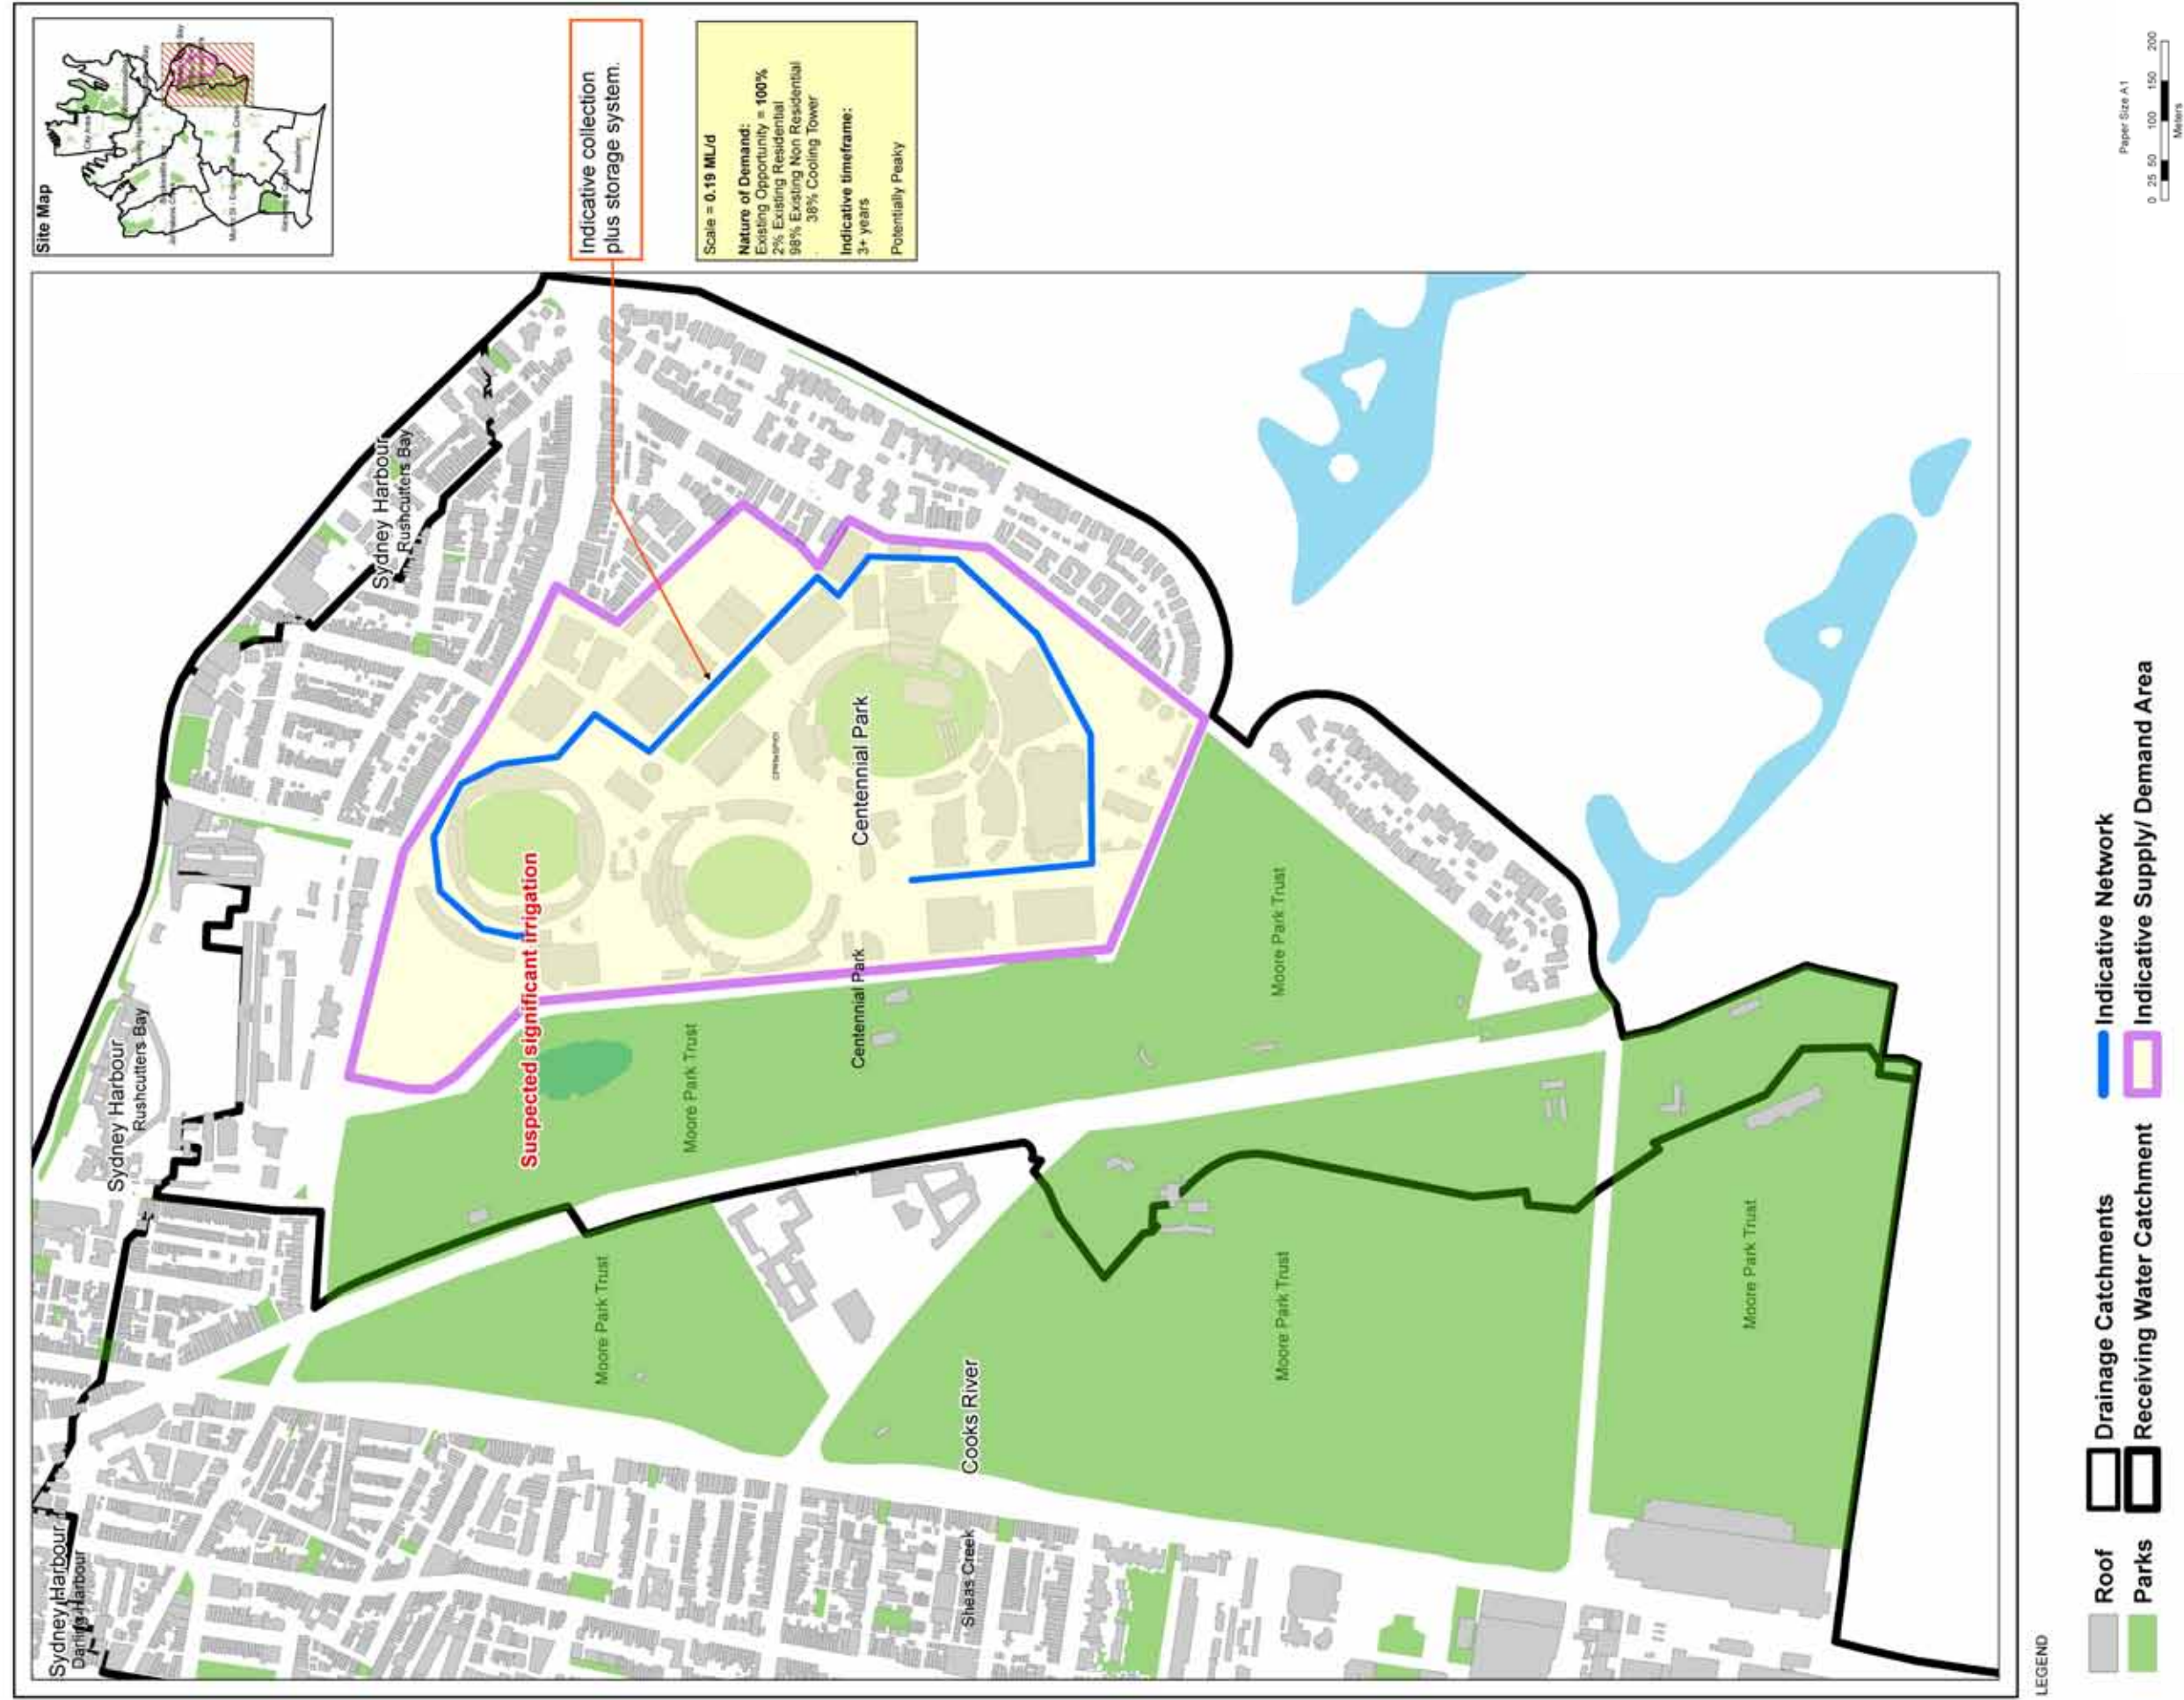 Site Map
Indicative collection
plus storage system.
Scale = 0.19 ML/d
Nature of Demand:
Existing Opportunity = 100%
2% Existing Residential
98% Existing Non Residential
. 38% Cooling Tower
Indicative timeframe:
3+ years
Potentially Peaky
Sydney Harbour
Darling Harbour
Sydney Harbour
Rushcutters Bay
Sydney Harbour
Rushcutters Bay
Suspected significant irrigation
Centennial Park
Centennial Park
Moore Park Trust
Moore Park Trust
Moore Park Trust
Moore Park Trust
Moore Park Trust
Cooks River
Sheas Creek
LEGEND
Roof
Parks
Drainage Catchments
Receiving Water Catchment
Indicative Network
Indicative Supply/ Demand Area
Paper Size A1
0 25 50 100 150 200
Meters